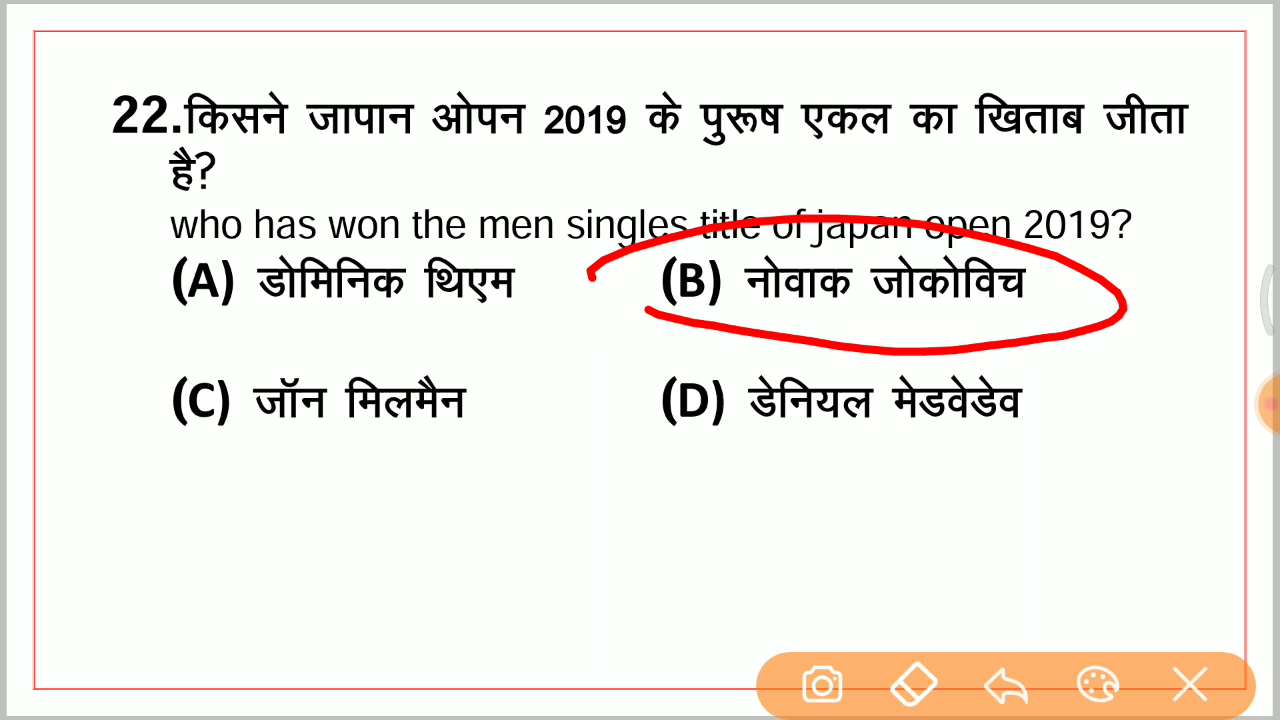 22.किसने जापान ओपन 2019 के पुरूष एकल का खिताब जीता
है?
who has won the men singles title of japan open 2019?
(A) डोमिनिक थिएम (B) नोवाक जोकोविच
(C) जॉन मिलमैन (D) डेनियल मेडवेडेव